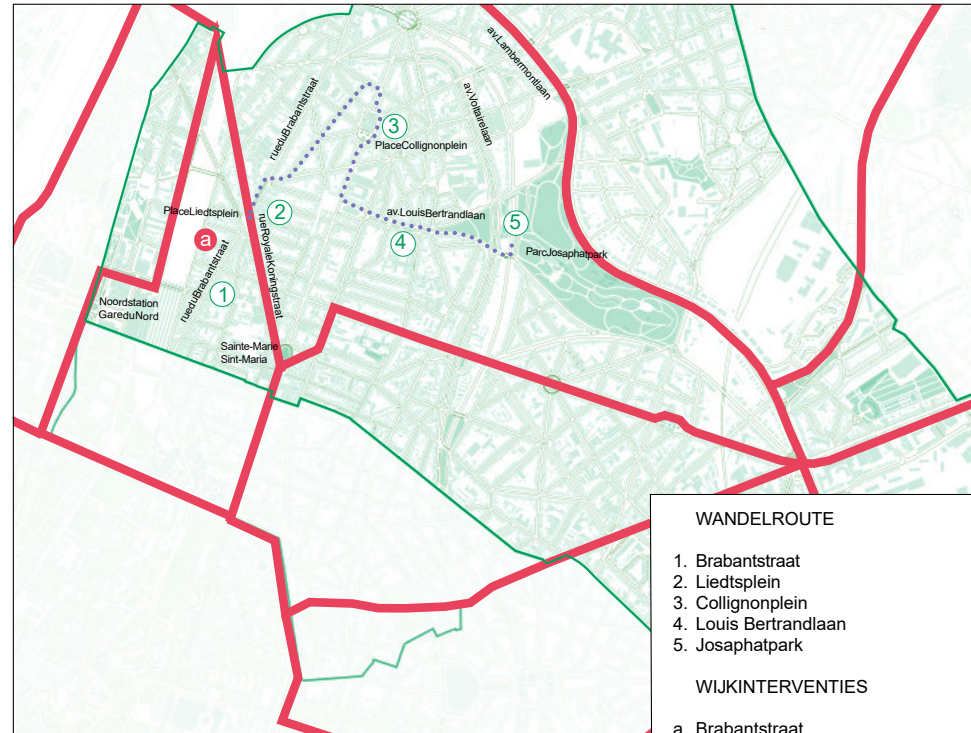 av.Lambermontlaan
av.Voltairelaan
rueduBrabantstraat
3
PlaceCollignonplein
PlaceLiedtsplein
2
av.LouisBertrandlaan
5
4
ParcJosaphatpark
a
rueRoyaleKoningstraat
rueduBrabantstraat
1
Noordstation
GareduNord
Sainte-Marie
Sint-Maria
WANDELROUTE
1. Brabantstraat
2. Liedtsplein
3. Collignonplein
4. Louis Bertrandlaan
5. Josaphatpark
WIJKINTERVENTIES
a Brabantstraat